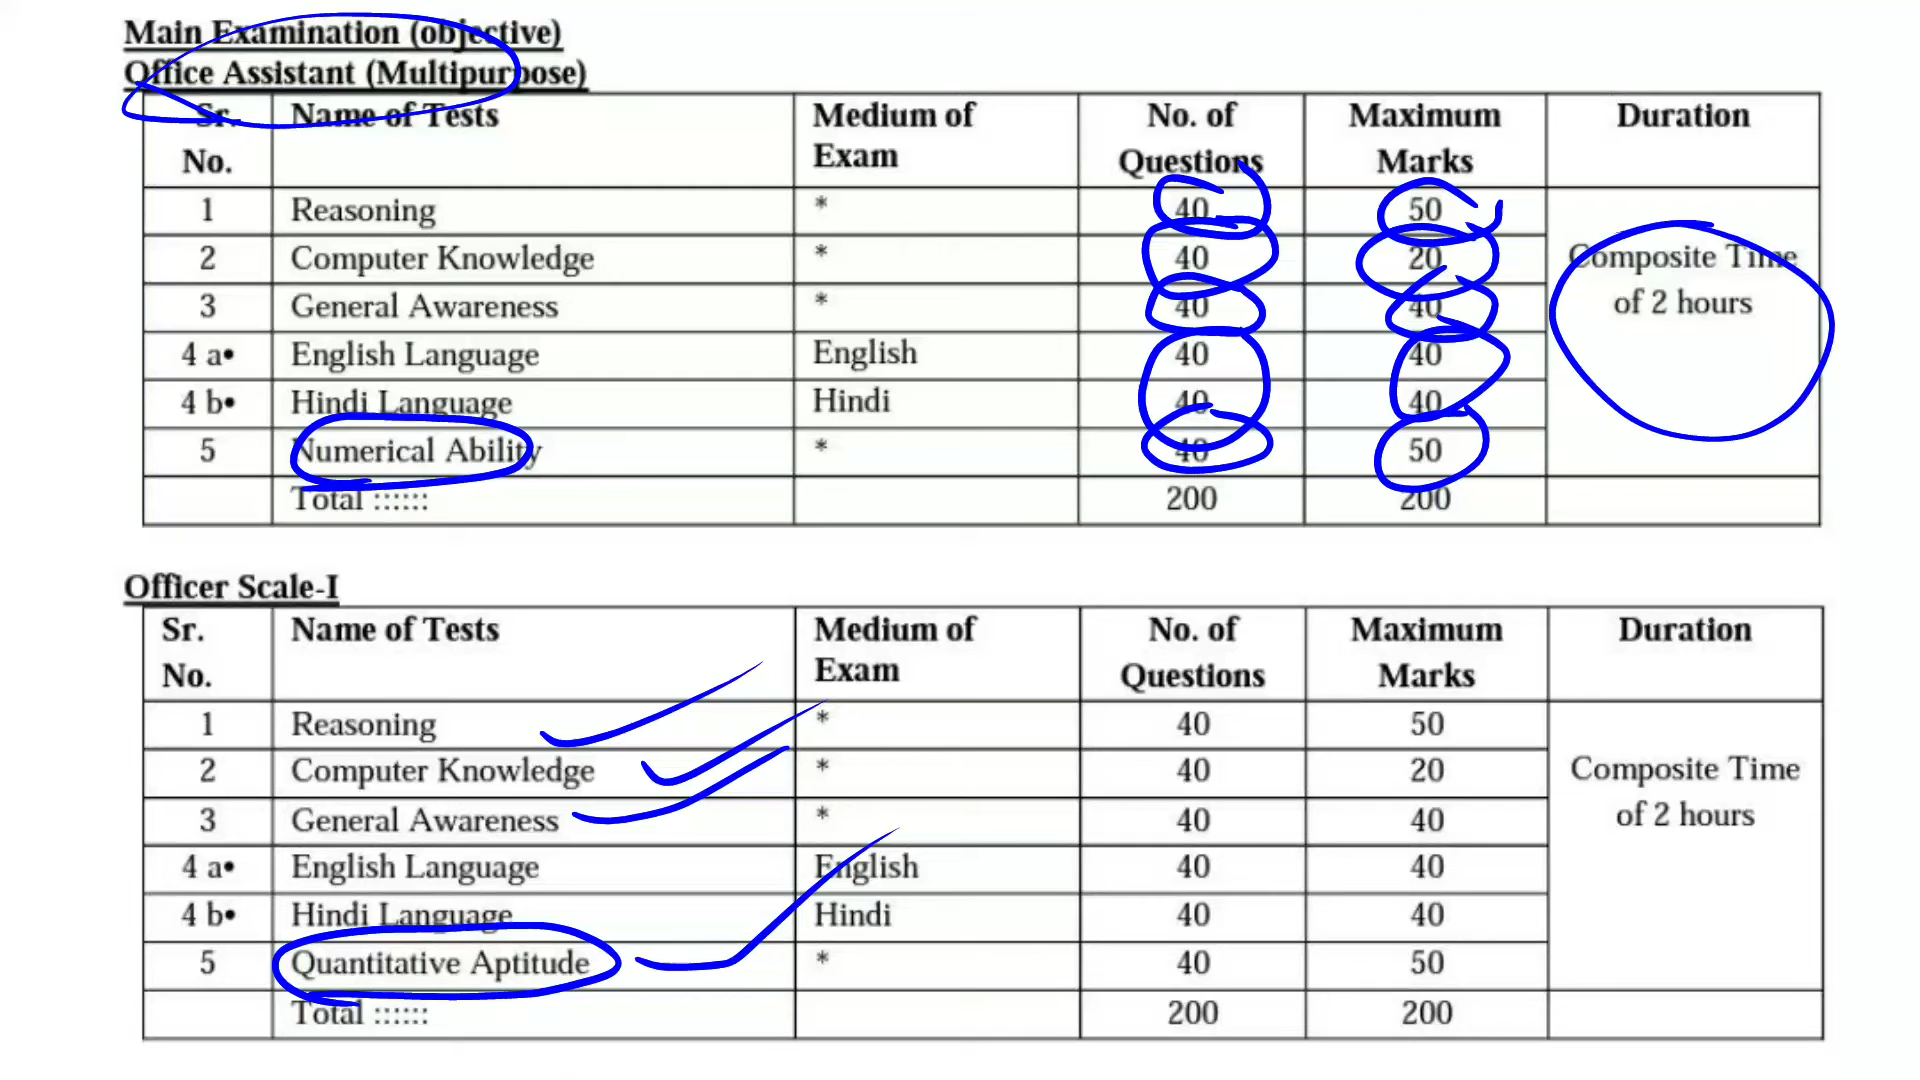 Main Examination (objective)
Office Assistant (Multipurpose)
Sr. No. Name of Tests Medium of Exam No. of Questions Maximum Marks Duration
1 Reasoning * 40 50 Composite Time of 2 hours
2 Computer Knowledge * 40 20
3 General Awareness * 40 40
4 a• English Language English 40 40
4 b• Hindi Language Hindi 40 40
5 Numerical Ability * 40 50
Total :::::: 200 200
Officer Scale-I
Sr. No. Name of Tests Medium of Exam No. of Questions Maximum Marks Duration
1 Reasoning * 40 50 Composite Time of 2 hours
2 Computer Knowledge * 40 20
3 General Awareness * 40 40
4 a• English Language English 40 40
4 b• Hindi Language Hindi 40 40
5 Quantitative Aptitude * 40 50
Total :::::: 200 200